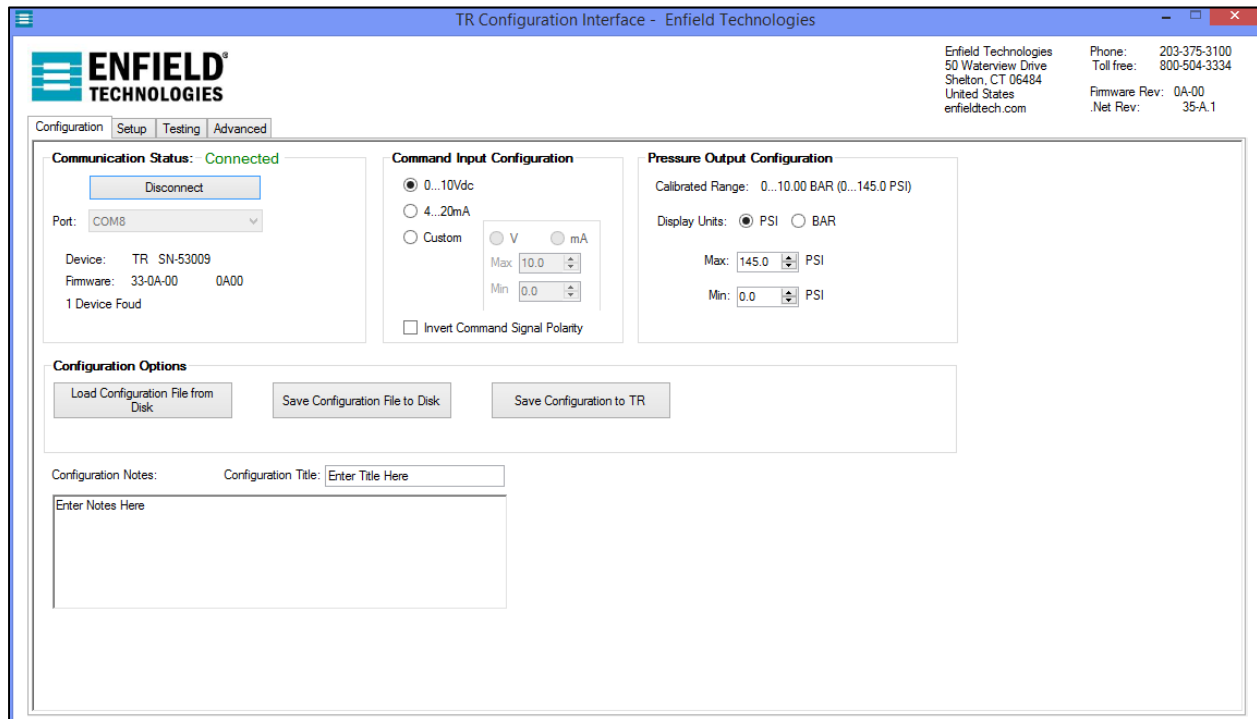 TR Configuration Interface - Enfield Technologies
ENFIELD®
TECHNOLOGIES
Enfield Technologies
50 Waterview Drive
Shelton, CT 06484
United States
enfieldtech.com
Phone: 203-375-3100
Toll free: 800-504-3334
Firmware Rev: 0A-00
.Net Rev: 35-A.1
Configuration Setup Testing Advanced
Communication Status: Connected
Disconnect
Port: COM8
Device: TR SN-53009
Firmware: 33-0A-00 0A00
1 Device Foud
Command Input Configuration
0...10Vdc
4...20mA
Custom V mA
Max 10.0
Min 0.0
Invert Command Signal Polarity
Pressure Output Configuration
Calibrated Range: 0...10.00 BAR (0...145.0 PSI)
Display Units: PSI BAR
Max: 145.0 PSI
Min: 0.0 PSI
Configuration Options
Load Configuration File from
Disk
Save Configuration File to Disk
Save Configuration to TR
Configuration Notes: Configuration Title: Enter Title Here
Enter Notes Here